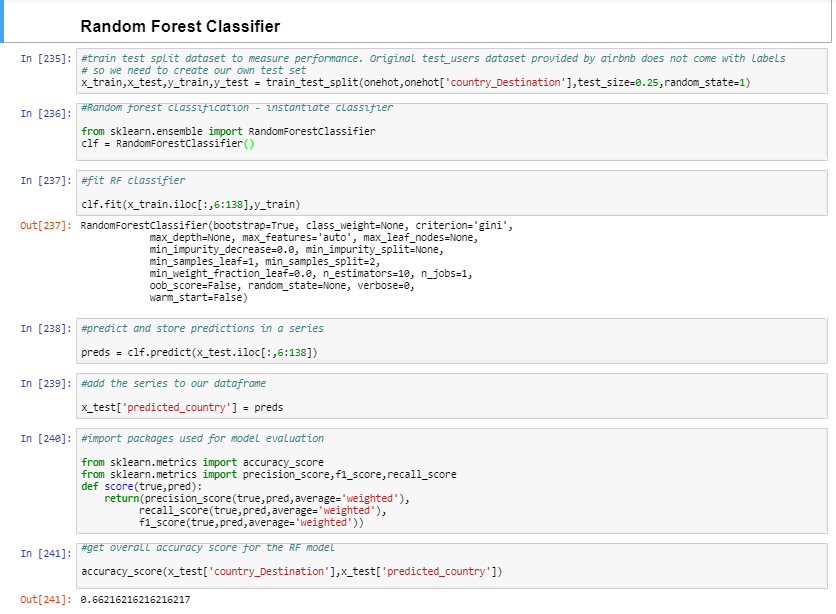 Random Forest Classifier
In [235]: #train test split dataset to measure performance. Original test_users dataset provided by airbnb does not come with labels
# so we need to create our own test set
x_train,x_test,y_train,y_test = train_test_split(onehot,onehot['country_Destination'],test_size=0.25,random_state=1)
In [236]: #Random forest classification - instantiate classifier
from sklearn.ensemble import RandomForestClassifier
clf = RandomForestClassifier()
In [237]: #fit RF classifier
clf.fit(x_train.iloc[:,6:138],y_train)
Out[237]: RandomForestClassifier(bootstrap=True, class_weight=None, criterion='gini',
max_depth=None, max_features='auto', max_leaf_nodes=None,
min_impurity_decrease=0.0, min_impurity_split=None,
min_samples_leaf=1, min_samples_split=2,
min_weight_fraction_leaf=0.0, n_estimators=10, n_jobs=1,
oob_score=False, random_state=None, verbose=0,
warm_start=False)
In [238]: #predict and store predictions in a series
preds = clf.predict(x_test.iloc[:,6:138])
In [239]: #add the series to our dataframe
x_test['predicted_country'] = preds
In [240]: #import packages used for model evaluation
from sklearn.metrics import accuracy_score
from sklearn.metrics import precision_score,f1_score,recall_score
def score(true,pred):
return(precision_score(true,pred,average='weighted'),
recall_score(true,pred,average='weighted'),
f1_score(true,pred,average='weighted'))
In [241]: #get overall accuracy score for the RF model
accuracy_score(x_test['country_Destination'],x_test['predicted_country'])
Out[241]: 0.66216216216216217